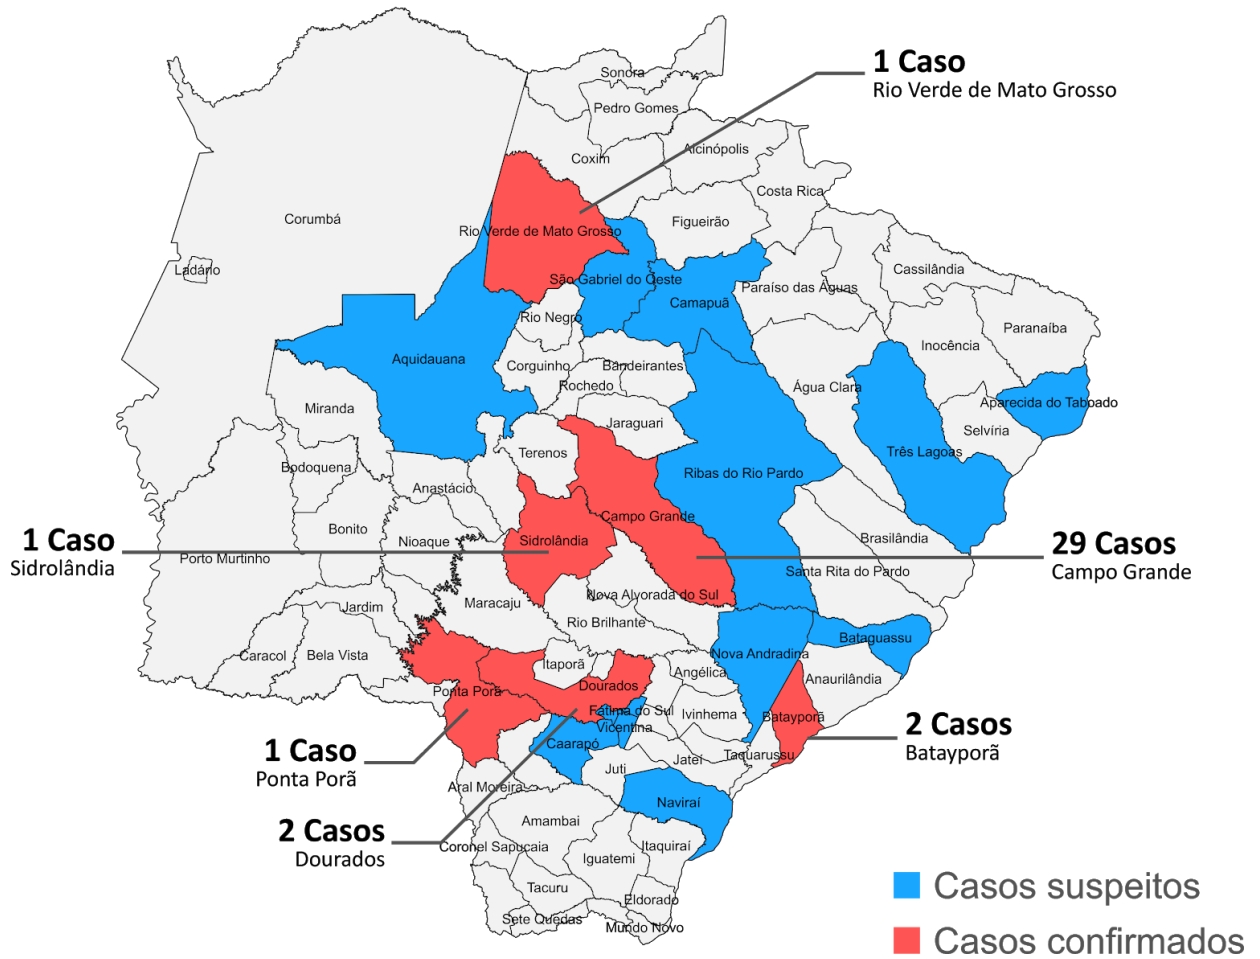 1 Caso
Rio Verde de Mato Grosso
Sonora
Pedro Gomes
Alcinópolis
Coxim
Costa Rica
Corumbá
Figueirão
Rio Verde de Mato Grosso
Ladário
Cassilândia
São Gabriel do Oeste
Paraíso das Águas
Camapuã
Rio Negro
Paranaíba
Inocência
Aquidauana
Corguinho
Bandeirantes
Rochedo
Água Clara
Aparecida do Taboado
Miranda
Jaraguari
Selvíria
Terenos
Três Lagoas
Bodoquena
Ribas do Rio Pardo
Anastácio
Campo Grande
Bonito
Brasilândia
1 Caso
Sidrolândia
Nioaque
Sidrolândia
29 Casos
Campo Grande
Porto Murtinho
Santa Rita do Pardo
Nova Alvorada do Sul
Maracaju
Jardim
Rio Brilhante
Bataguassu
Caracol
Bela Vista
Nova Andradina
Itaporã
Angélica
Anaurilândia
Dourados
Ponta Porã
Fátima do Sul
Ivinhema
Batayporã
Vicentina
2 Casos
Batayporã
Caarapó
1 Caso
Ponta Porã
Taquarussu
Jateí
Juti
Aral Moreira
Naviraí
Amambai
2 Casos
Dourados
Coronel Sapucaia
Itaquiraí
Iguatemi
Tacuru
Eldorado
Sete Quedas
Mundo Novo
Casos suspeitos
Casos confirmados